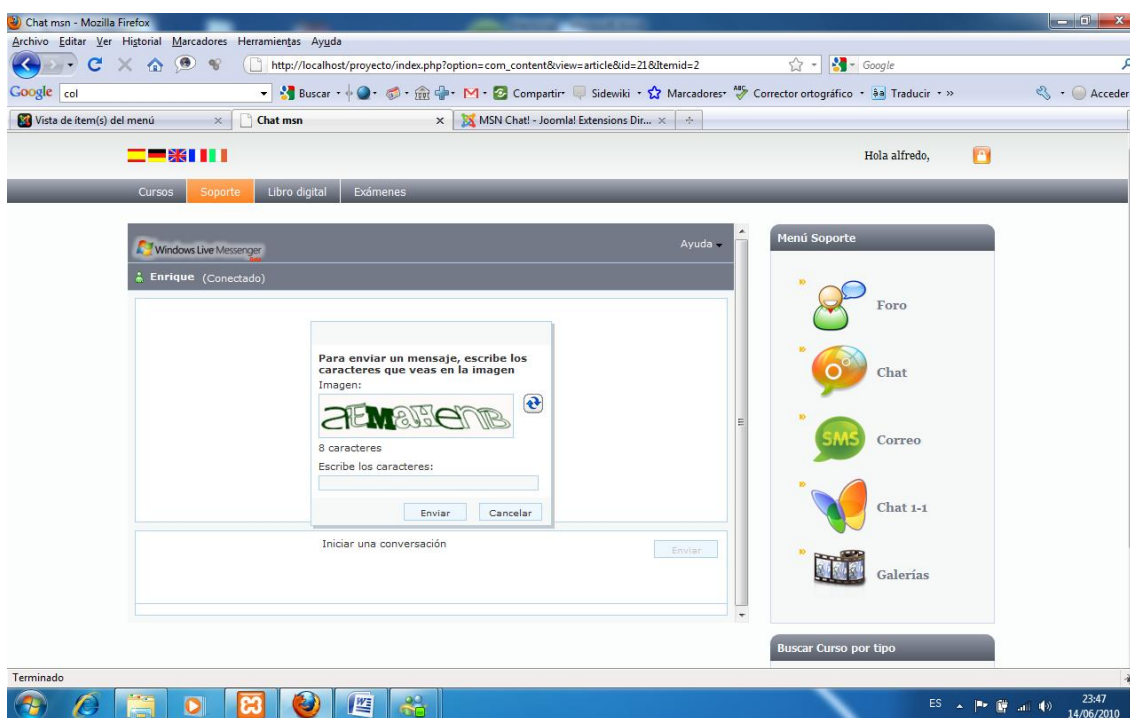 Chat msn - Mozilla Firefox
Archivo Editar Ver Historial Marcadores Herramientas Ayuda
http://localhost/proyecto/index.php?option=com_content&view=article&id=21&Itemid=2
Google
Google col Buscar Compartir Sidewiki Marcadores Corrector ortográfico Traducir » Acceder
Vista de ítem(s) del menú Chat msn MSN Chat! - Joomla! Extensions Dir...
Hola alfredo,
Cursos Soporte Libro digital Exámenes
Windows Live Messenger
Ayuda
Enrique (Conectado)
Para enviar un mensaje, escribe los
caracteres que veas en la imagen
Imagen:
8 caracteres
Escribe los caracteres:
Enviar Cancelar
Iniciar una conversación
Enviar
Menú Soporte
Foro
Chat
SMS Correo
Chat 1-1
Galerías
Buscar Curso por tipo
Terminado
ES
23:47
14/06/2010